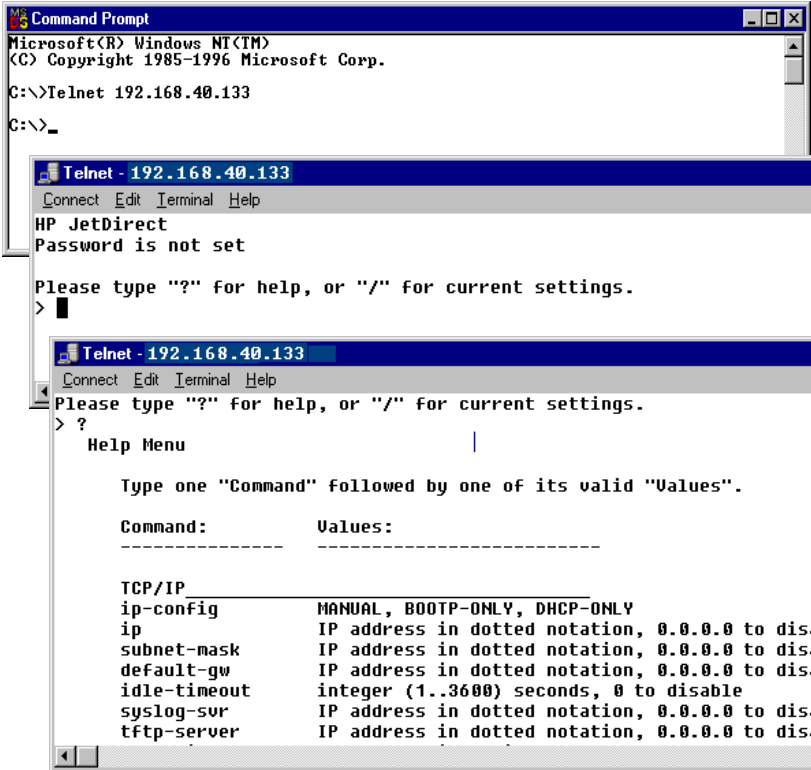 Command Prompt
Microsoft(R) Windows NT(TM)
(C) Copyright 1985-1996 Microsoft Corp.
C:\>Telnet 192.168.40.133
C:\>_
Telnet - 192.168.40.133
Connect Edit Terminal Help
HP JetDirect
Password is not set
Please type "?" for help, or "/" for current settings.
>
Telnet - 192.168.40.133
Connect Edit Terminal Help
Please type "?" for help, or "/" for current settings.
> ?
Help Menu
Type one "Command" followed by one of its valid "Values".
Command: Values:
--------------- --------------------------
TCP/IP
ip-config MANUAL, BOOTP-ONLY, DHCP-ONLY
ip IP address in dotted notation, 0.0.0.0 to dis
subnet-mask IP address in dotted notation, 0.0.0.0 to dis
default-gw IP address in dotted notation, 0.0.0.0 to dis
idle-timeout integer (1..3600) seconds, 0 to disable
syslog-svr IP address in dotted notation, 0.0.0.0 to dis
tftp-server IP address in dotted notation, 0.0.0.0 to dis